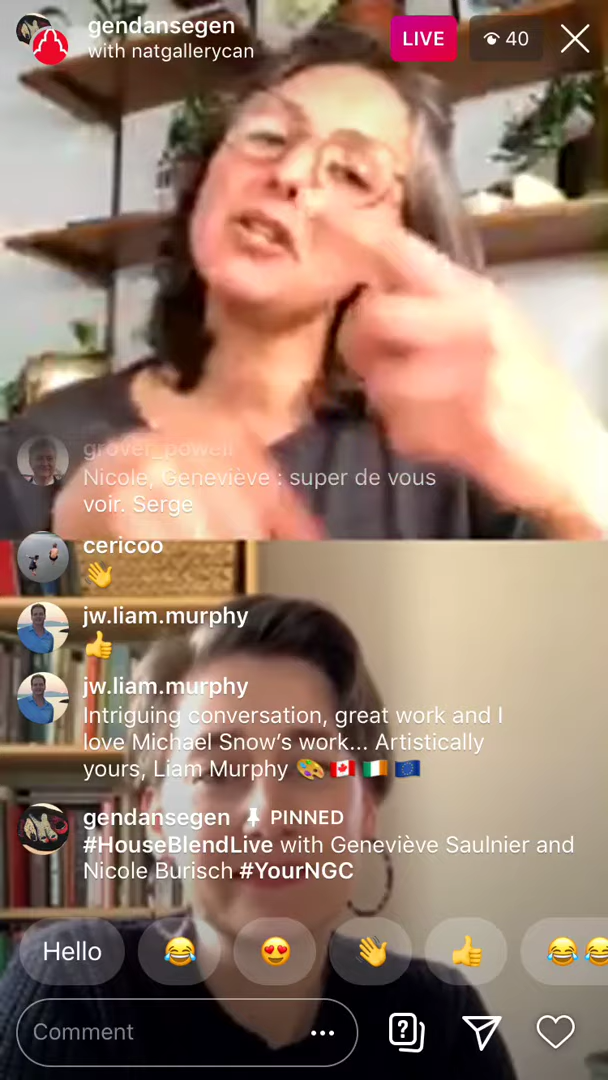 gendansegen
with natgallerycan
LIVE
40
grover_powell
Nicole, Geneviève : super de vous
voir. Serge
cericoo
👋
jw.liam.murphy
👍
jw.liam.murphy
Intriguing conversation, great work and I
love Michael Snow’s work... Artistically
yours, Liam Murphy 🎨🇨🇦🇮🇪🇪🇺
gendansegen PINNED
#HouseBlendLive with Geneviève Saulnier and
Nicole Burisch #YourNGC
Hello 😂 😍 👋 👍 😂😂
Comment ...